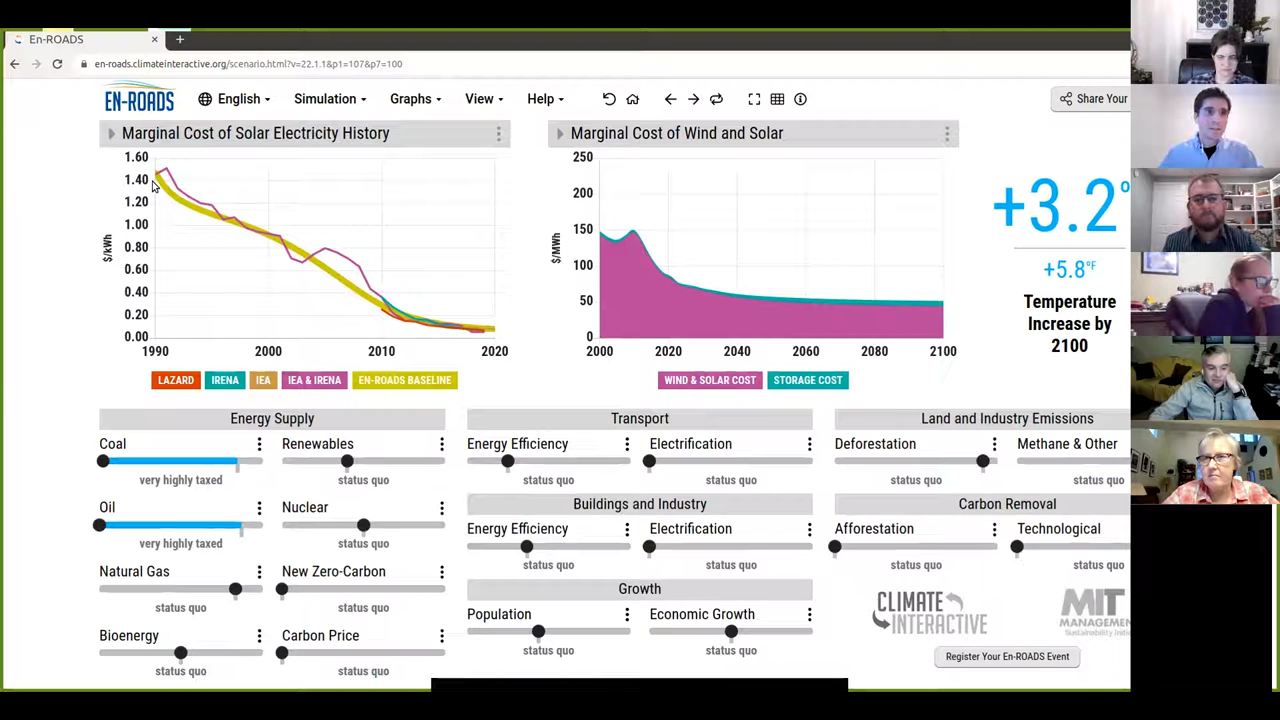 En-ROADS
en-roads.climateinteractive.org/scenario.html?v=22.1.1&p1=107&p7=100
EN-ROADS
English
Simulation
Graphs
View
Help
Share Your
Marginal Cost of Solar Electricity History
Marginal Cost of Wind and Solar
$/kWh
1.60
1.40
1.20
1.00
0.80
0.60
0.40
0.20
0.00
1990 2000 2010 2020
LAZARD IRENA IEA IEA & IRENA EN-ROADS BASELINE
$/MWh
250
200
150
100
50
0
2000 2020 2040 2060 2080 2100
WIND & SOLAR COST STORAGE COST
+3.2°
+5.8°F
Temperature
Increase by
2100
Energy Supply
Coal
very highly taxed
Renewables
status quo
Oil
very highly taxed
Nuclear
status quo
Natural Gas
status quo
New Zero-Carbon
status quo
Bioenergy
status quo
Carbon Price
status quo
Transport
Energy Efficiency
status quo
Electrification
status quo
Buildings and Industry
Energy Efficiency
status quo
Electrification
status quo
Growth
Population
status quo
Economic Growth
status quo
Land and Industry Emissions
Deforestation
status quo
Methane & Other
status quo
Carbon Removal
Afforestation
status quo
Technological
status quo
CLIMATE
INTERACTIVE
MIT
MANAGEMEN
Register Your En-ROADS Event